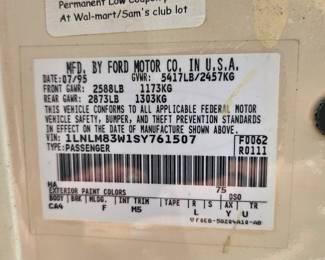 Permanent Low Coupon
At Wal-mart/Sam's club lot
MFD. BY FORD MOTOR CO. IN U.S.A.
DATE: 07/95 GVWR: 5417LB/2457KG
FRONT GAWR: 2588LB 1173KG
REAR GAWR: 2873LB 1303KG
THIS VEHICLE CONFORMS TO ALL APPLICABLE FEDERAL MOTOR
VEHICLE SAFETY, BUMPER, AND THEFT PREVENTION STANDARDS
IN EFFECT ON THE DATE OF MANUFACTURE SHOWN ABOVE
VIN: 1LNLM83W1SY761507 F0062
TYPE: PASSENGER R0111
EXTERIOR PAINT COLORS 75 DSO
BODY BRK MLDG INT TRIM TAPE R S AX TR
CA4 F M5 L Y U